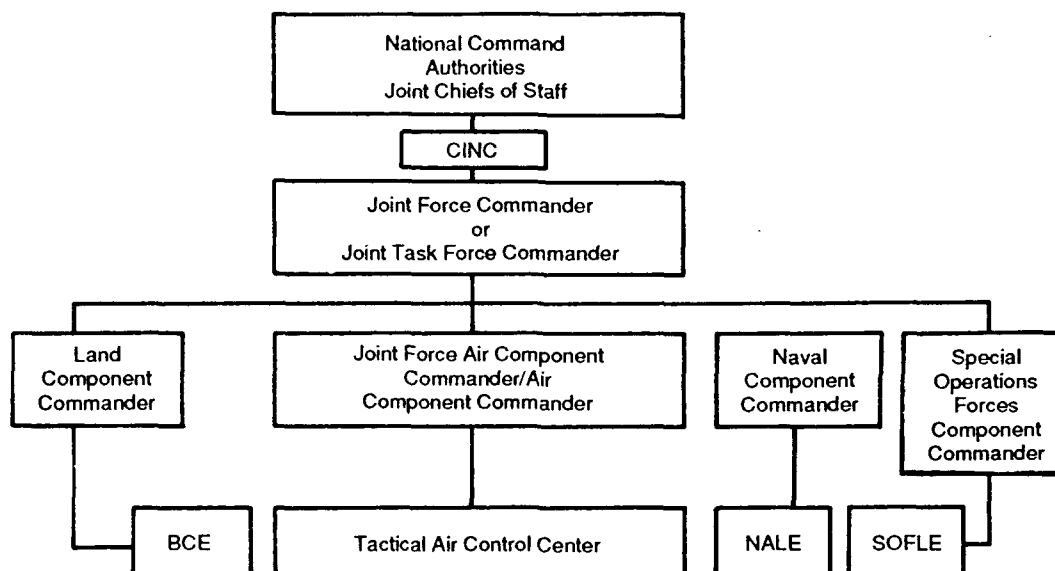 National Command
Authorities
Joint Chiefs of Staff
CINC
Joint Force Commander
or
Joint Task Force Commander
Land
Component
Commander
Joint Force Air Component
Commander/Air
Component Commander
Naval
Component
Commander
Special
Operations
Forces
Component
Commander
BCE
Tactical Air Control Center
NALE
SOFLE